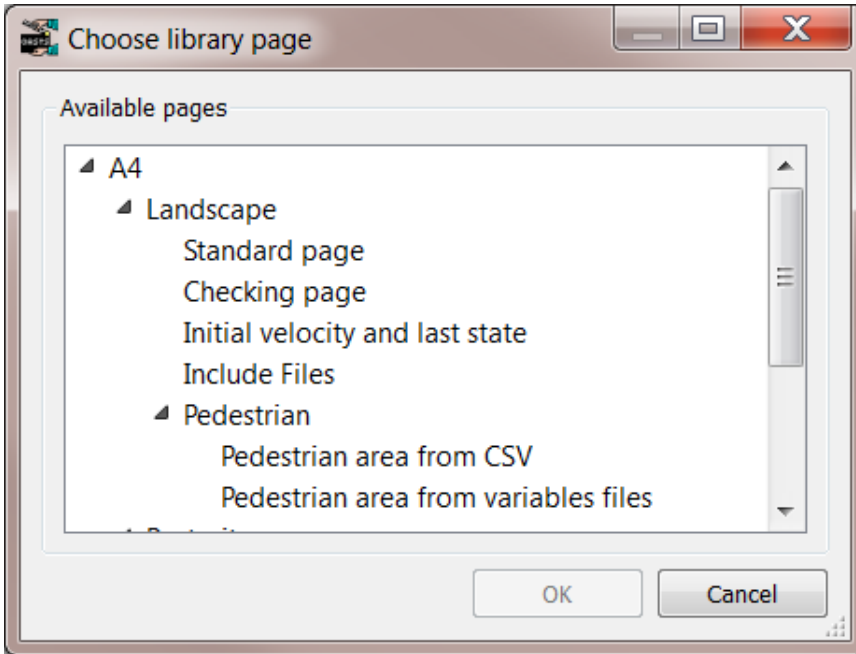 Choose library page
Available pages
A4
Landscape
Standard page
Checking page
Initial velocity and last state
Include Files
Pedestrian
Pedestrian area from CSV
Pedestrian area from variables files
OK
Cancel